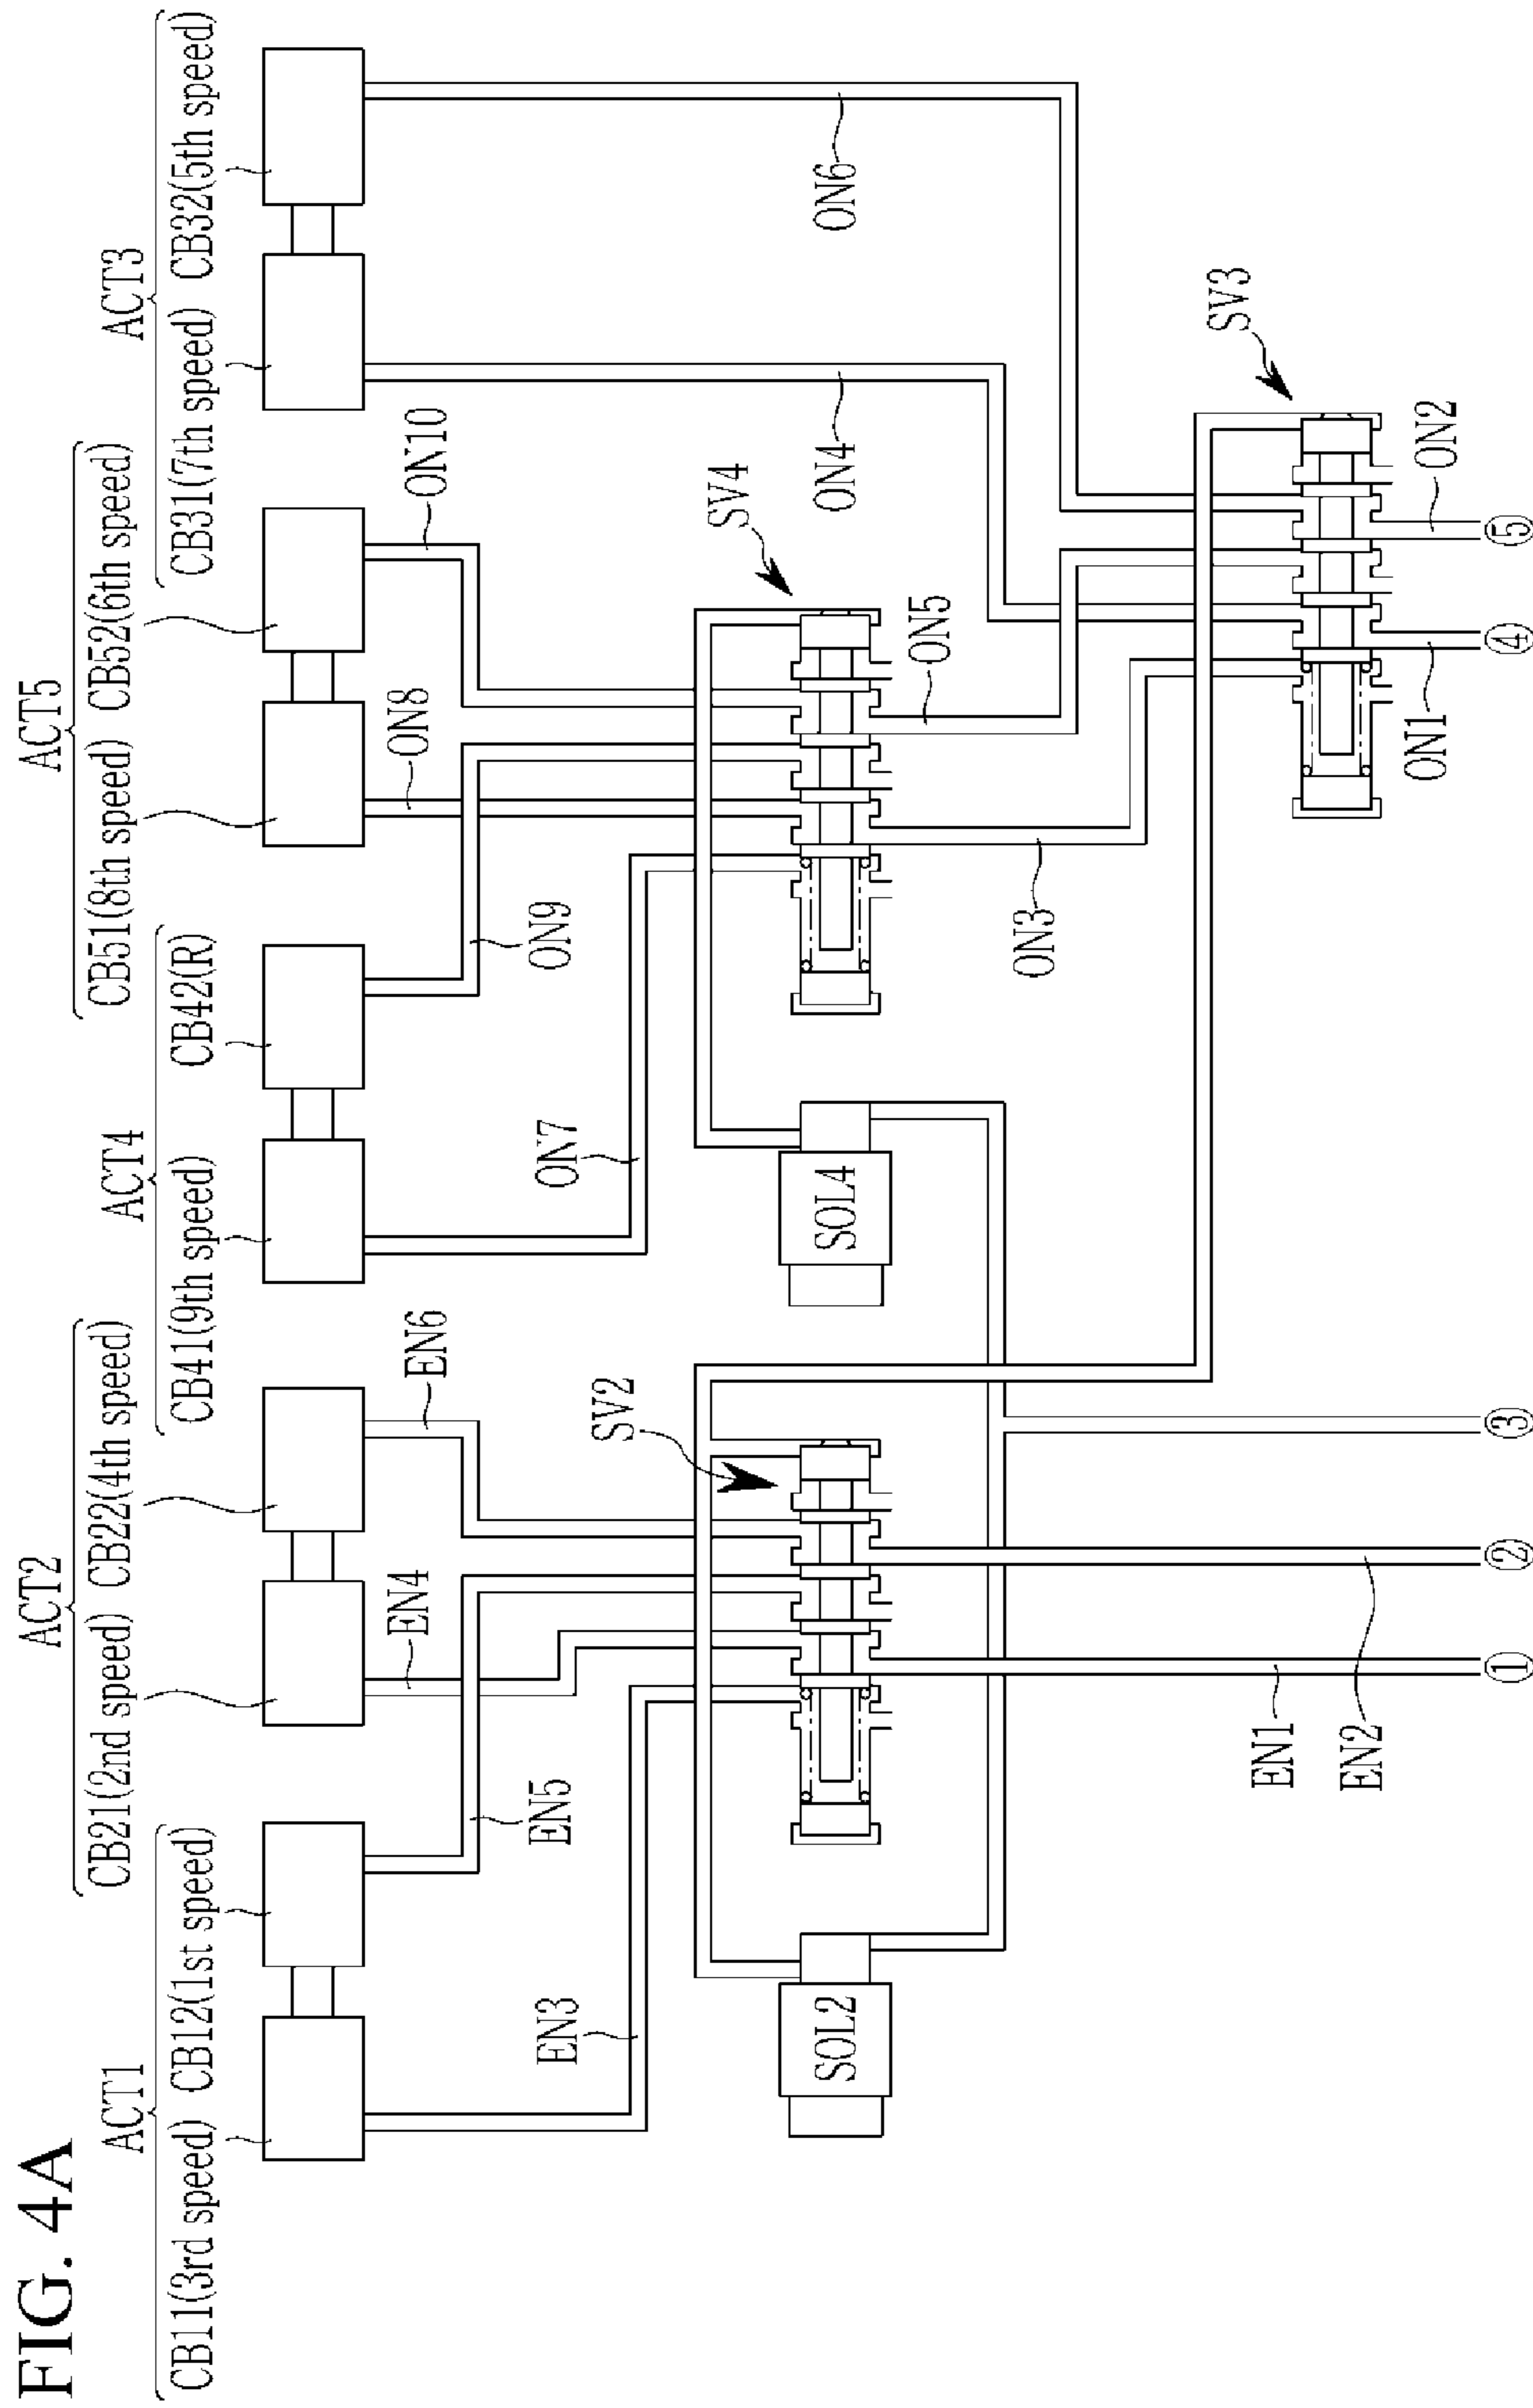 FIG. 4A
ACT1
CB11(3rd speed) CB12(1st speed)
ACT2
CB21(2nd speed) CB22(4th speed)
ACT4
CB41(9th speed) CB42(R)
ACT5
CB51(8th speed) CB52(6th speed)
ACT3
CB31(7th speed) CB32(5th speed)
EN3
EN5
EN4
EN6
ON7
ON9
ON8
ON10
ON4
ON6
SOL2
SV2
SOL4
SV4
ON3
ON5
SV3
EN1
EN2
ON1
ON2
① ② ③ ④ ⑤